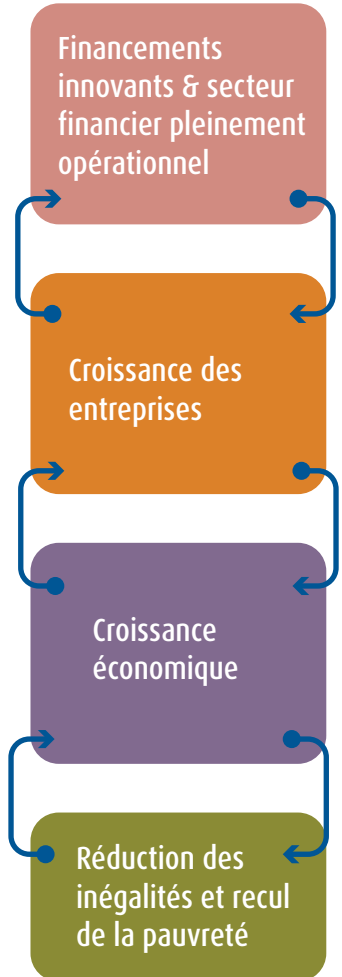 Financements
innovants & secteur
financier pleinement
opérationnel
Croissance des
entreprises
Croissance
économique
Réduction des
inégalités et recul
de la pauvreté